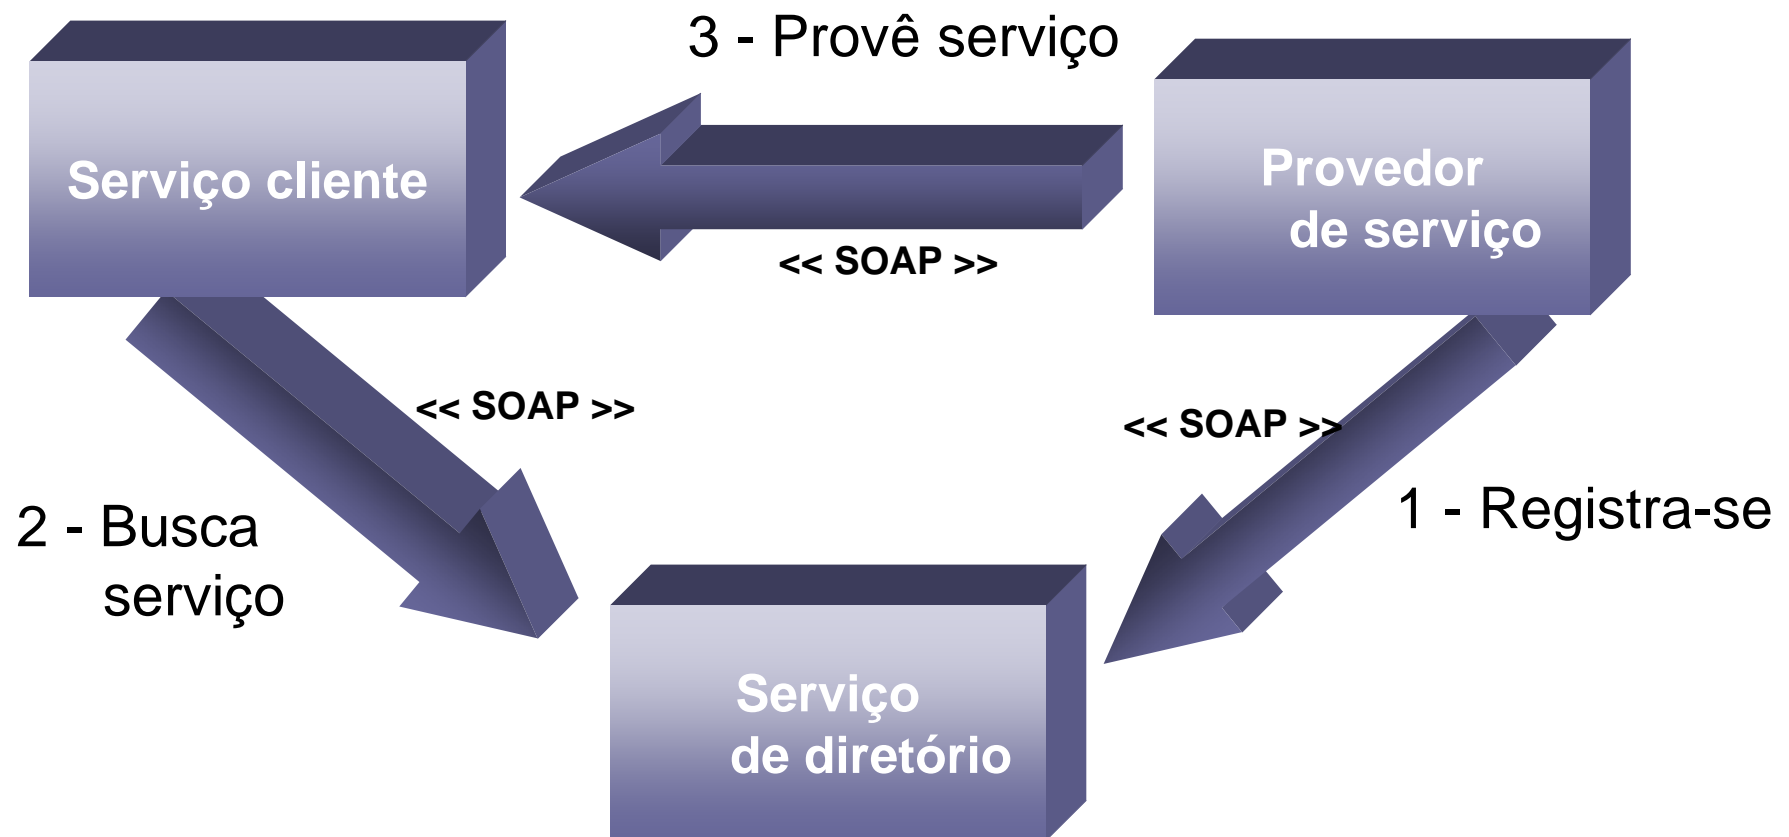 3 - Provê serviço
Serviço cliente
Provedor
de serviço
<< SOAP >>
<< SOAP >>
<< SOAP >>
2 - Busca
serviço
1 - Registra-se
Serviço
de diretório